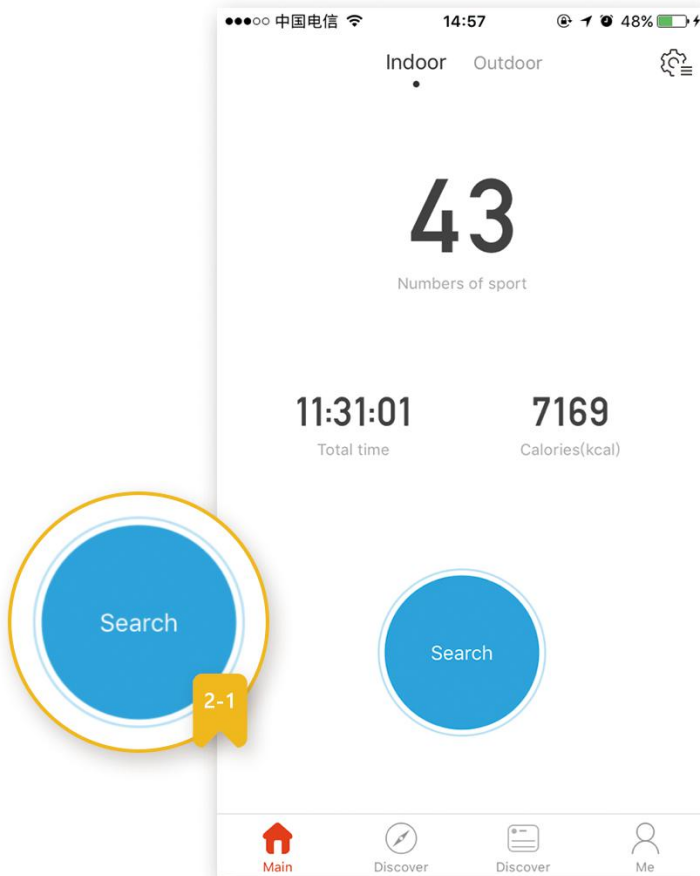 中国电信 14:57 48%
Indoor Outdoor
43
Numbers of sport
11:31:01 7169
Total time Calories(kcal)
Search
2-1
Search
Main Discover Discover Me